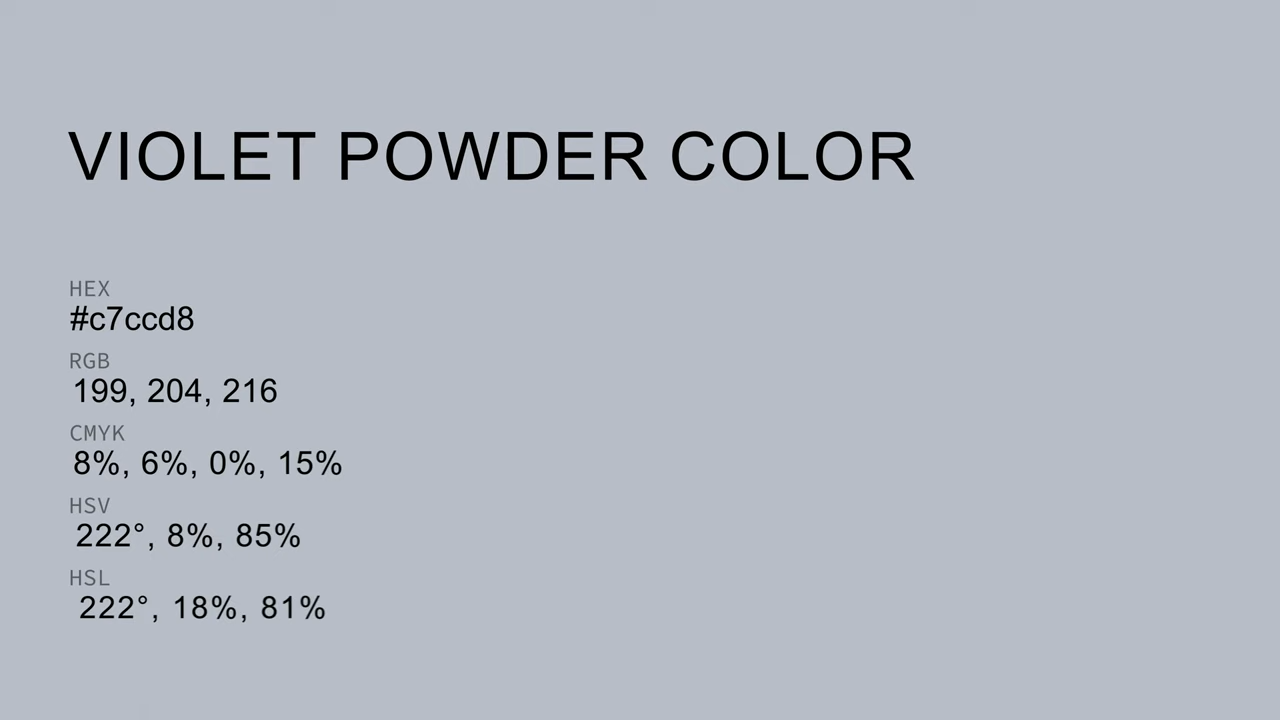 VIOLET POWDER COLOR
HEX
#c7ccd8
RGB
199, 204, 216
CMYK
8%, 6%, 0%, 15%
HSV
222°, 8%, 85%
HSL
222°, 18%, 81%